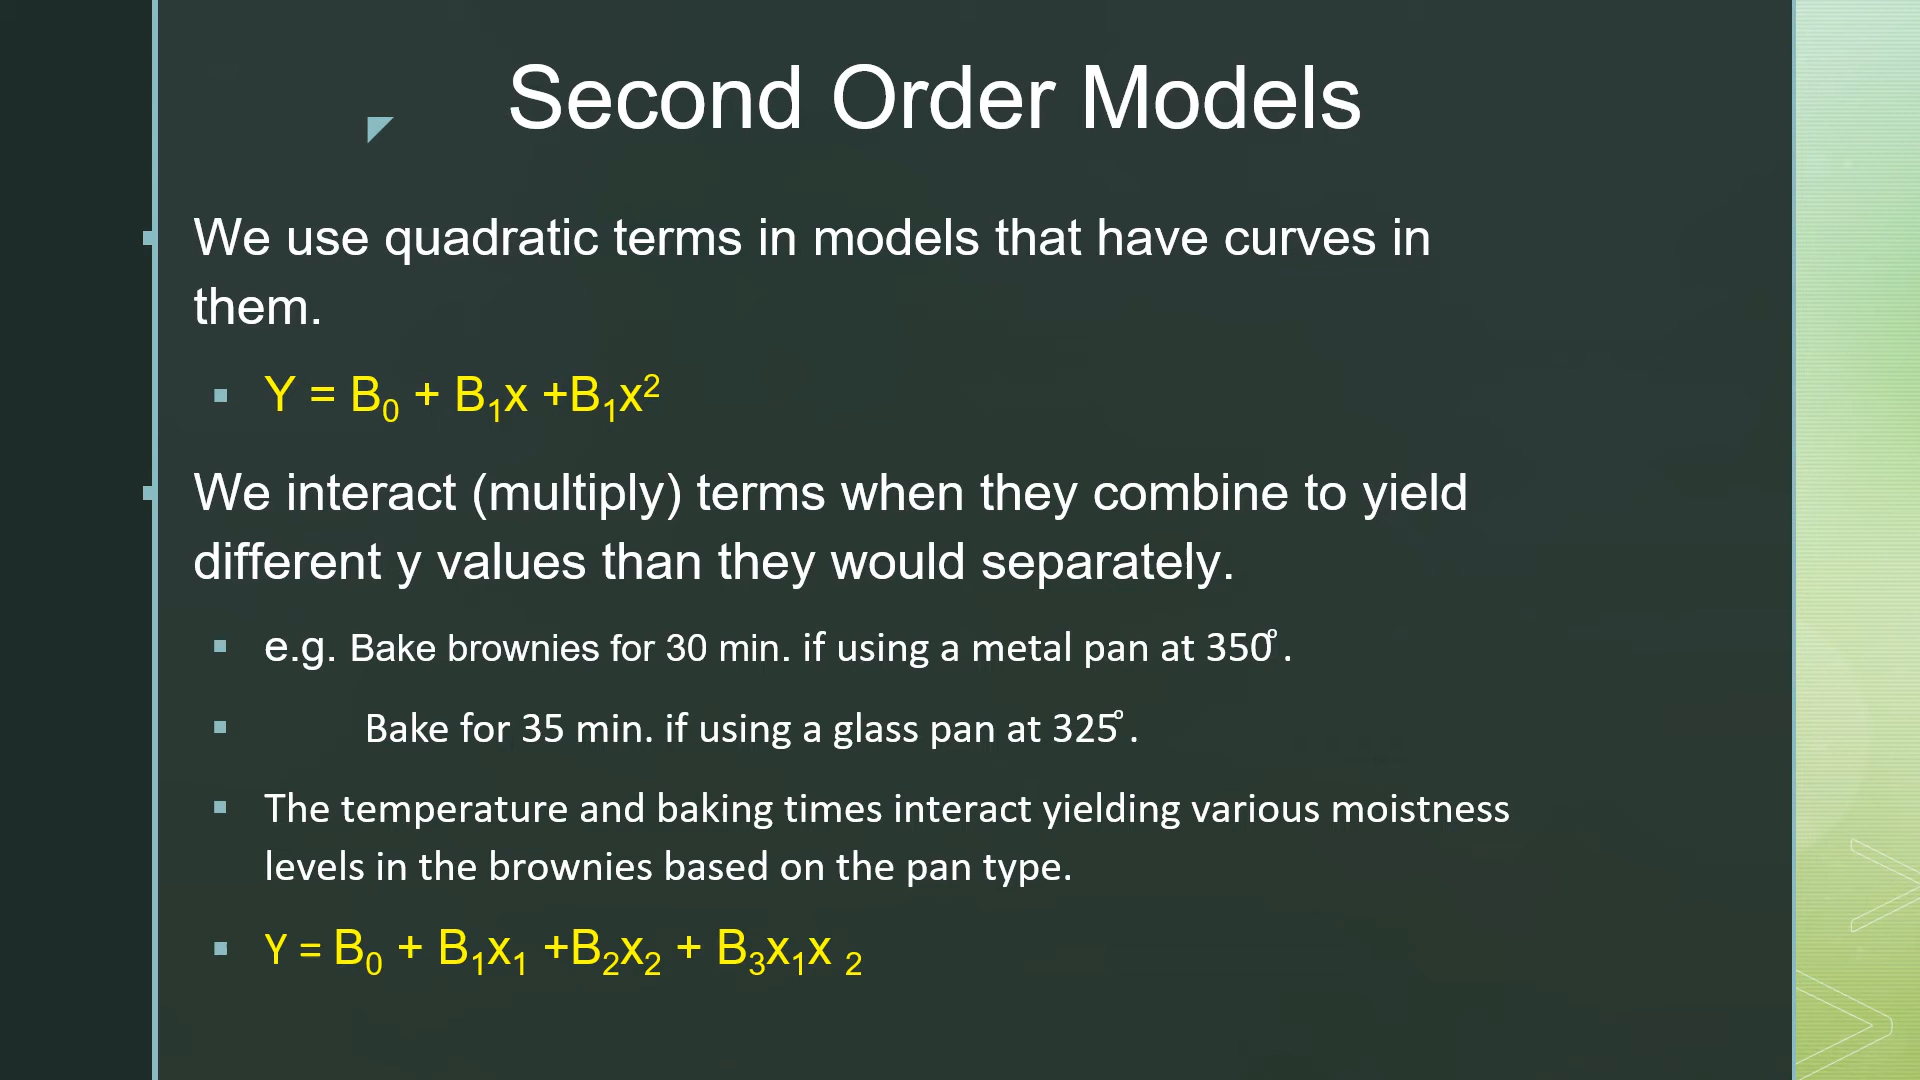 Second Order Models
We use quadratic terms in models that have curves in
them.
Y = B₀ + B₁x +B₁x²
We interact (multiply) terms when they combine to yield
different y values than they would separately.
e.g. Bake brownies for 30 min. if using a metal pan at 350°.
Bake for 35 min. if using a glass pan at 325°.
The temperature and baking times interact yielding various moistness
levels in the brownies based on the pan type.
Y = B₀ + B₁x₁ +B₂x₂ + B₃x₁x ₂